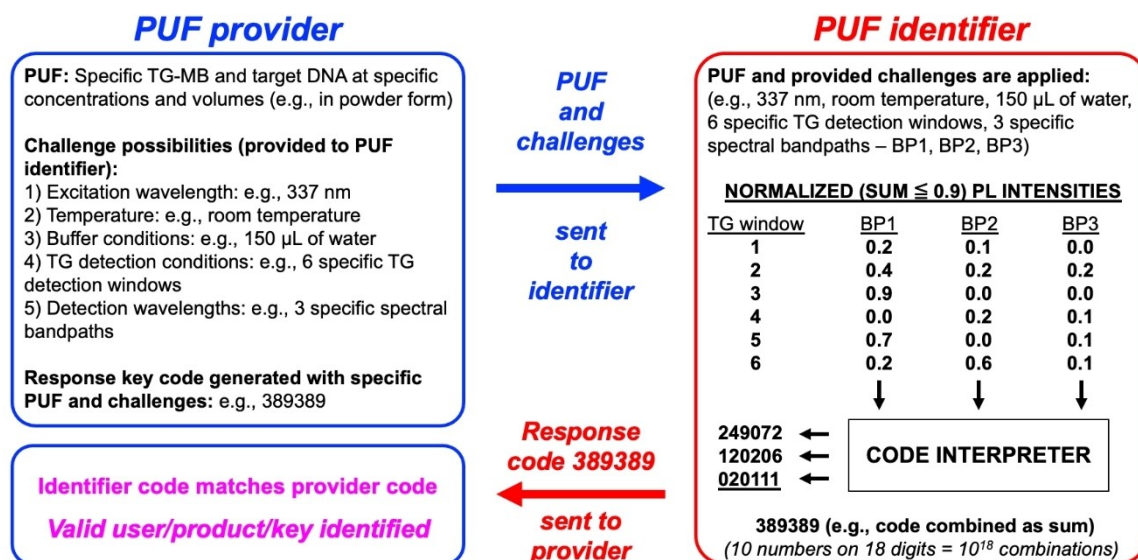 PUF provider
PUF: Specific TG-MB and target DNA at specific
concentrations and volumes (e.g., in powder form)
Challenge possibilities (provided to PUF
identifier):
1) Excitation wavelength: e.g., 337 nm
2) Temperature: e.g., room temperature
3) Buffer conditions: e.g., 150 µL of water
4) TG detection conditions: e.g., 6 specific TG
detection windows
5) Detection wavelengths: e.g., 3 specific spectral
bandpaths
Response key code generated with specific
PUF and challenges: e.g., 389389
Identifier code matches provider code
Valid user/product/key identified
PUF
and
challenges
sent
to
identifier
Response
code 389389
sent to
provider
PUF identifier
PUF and provided challenges are applied:
(e.g., 337 nm, room temperature, 150 µL of water,
6 specific TG detection windows, 3 specific
spectral bandpaths – BP1, BP2, BP3)
NORMALIZED (SUM ≦ 0.9) PL INTENSITIES
TG window BP1 BP2 BP3
1 0.2 0.1 0.0
2 0.4 0.2 0.2
3 0.9 0.0 0.0
4 0.0 0.2 0.1
5 0.7 0.0 0.1
6 0.2 0.6 0.1
249072
120206
020111
CODE INTERPRETER
389389 (e.g., code combined as sum)
(10 numbers on 18 digits = 10¹⁸ combinations)